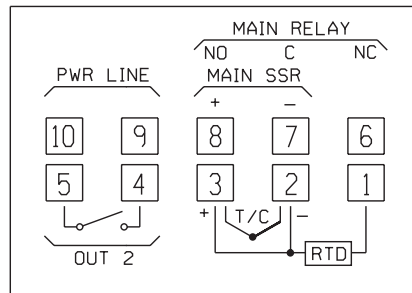 MAIN RELAY
NO C NC
PWR LINE MAIN SSR
+ −
10 9 8 7 6
5 4 3 2 1
+ T/C −
RTD
OUT 2